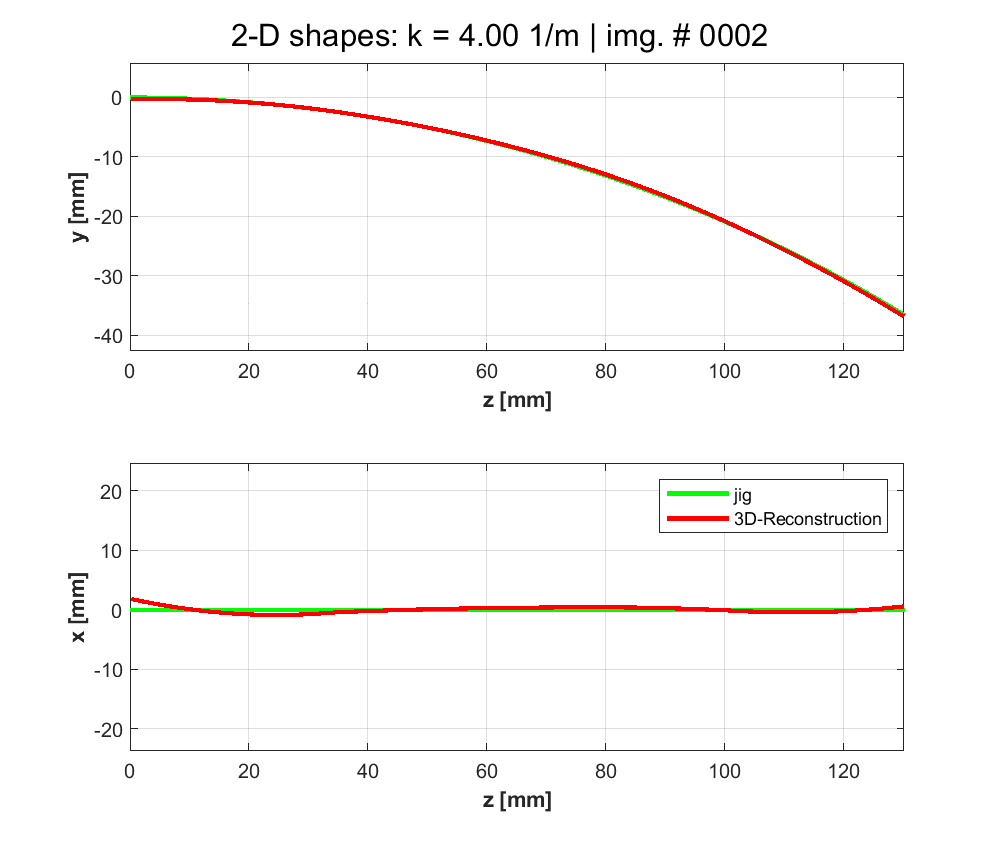 2-D shapes: k = 4.00 1/m | img. # 0002
0
-10
-20
-30
-40
y [mm]
0 20 40 60 80 100 120
z [mm]
20
10
0
-10
-20
x [mm]
jig
3D-Reconstruction
0 20 40 60 80 100 120
z [mm]